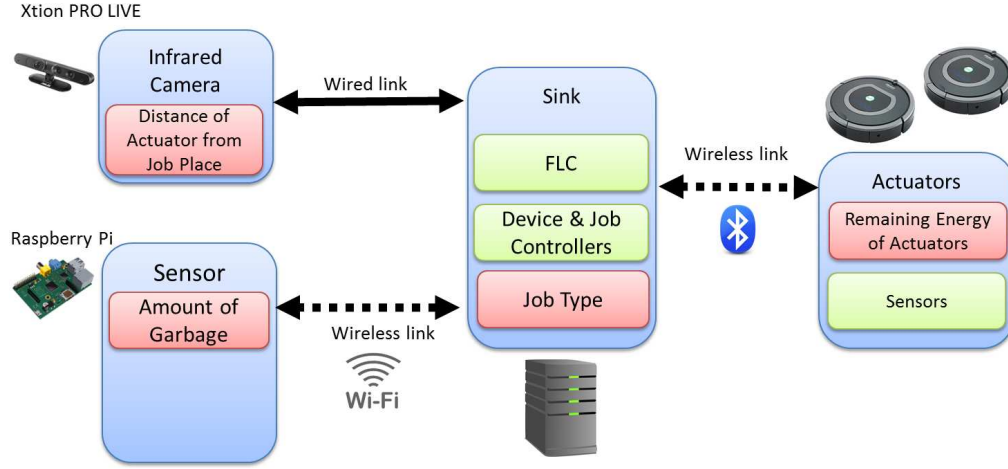 Xtion PRO LIVE
Infrared
Camera
Distance of
Actuator from
Job Place
Wired link
Raspberry Pi
Sensor
Amount of
Garbage
Wireless link
Wi-Fi
Sink
FLC
Device & Job
Controllers
Job Type
Wireless link
Actuators
Remaining Energy
of Actuators
Sensors